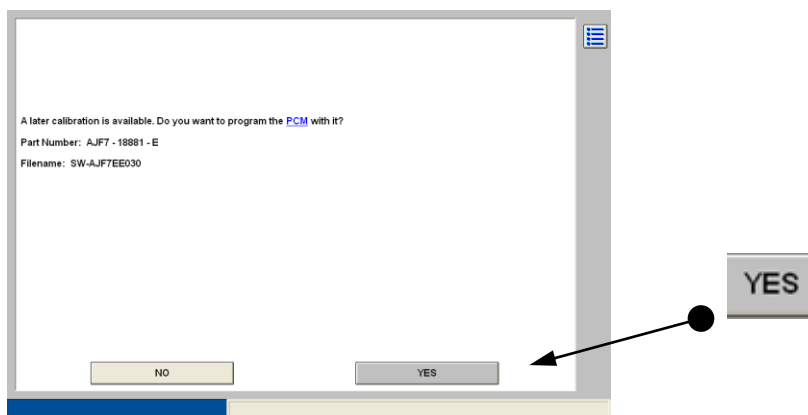 A later calibration is available. Do you want to program the PCM with it?
Part Number: AJF7 - 18881 - E
Filename: SW-AJF7EE030
YES
NO YES